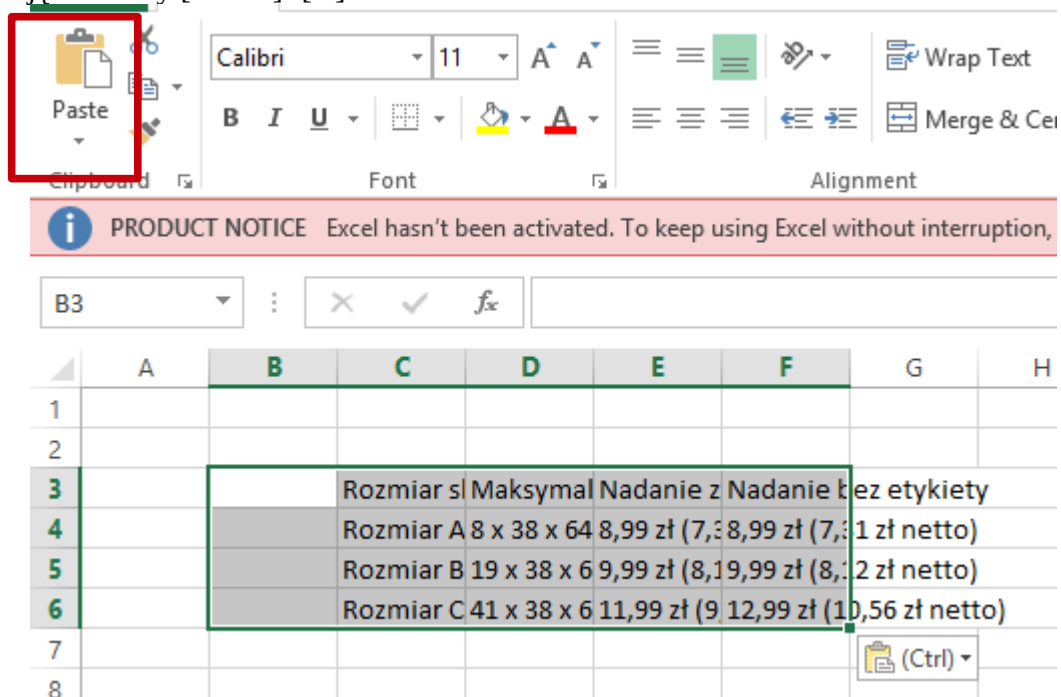 Calibri 11 A A Wrap Text
Paste
B I U A Merge & Cer
Clipboard Font Alignment
PRODUCT NOTICE Excel hasn't been activated. To keep using Excel without interruption,
B3 fx
A B C D E F G H
1
2
3 Rozmiar sl Maksymal Nadanie z Nadanie bez etykiety
4 Rozmiar A 8 x 38 x 64 8,99 zł (7,3 8,99 zł (7,31 zł netto)
5 Rozmiar B 19 x 38 x 6 9,99 zł (8,1 9,99 zł (8,12 zł netto)
6 Rozmiar C 41 x 38 x 6 11,99 zł (9, 12,99 zł (10,56 zł netto)
7 (Ctrl)
8